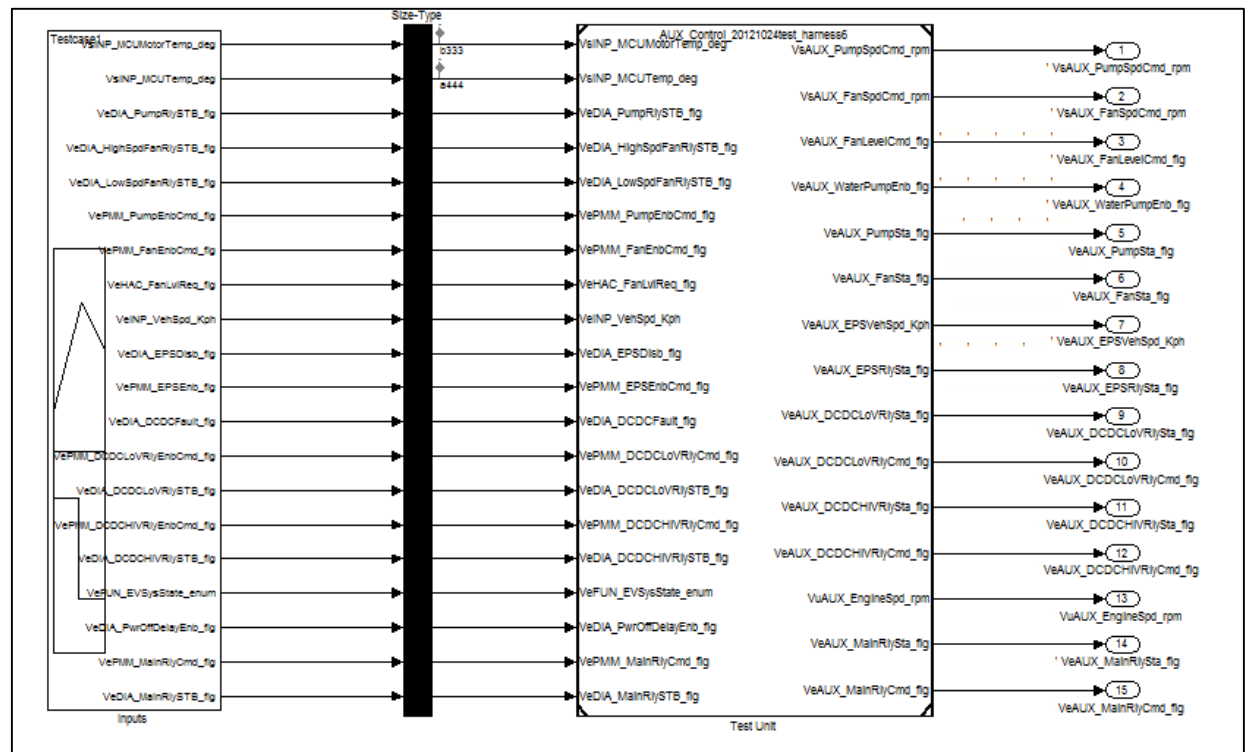 Size-Type
Testcase1
VsINP_MCUMotorTemp_deg
VsINP_MCUTemp_deg
VeDIA_PumpRlySTB_flg
VeDIA_HighSpdFanRlySTB_flg
VeDIA_LowSpdFanRlySTB_flg
VePMM_PumpEnbCmd_flg
VePMM_FanEnbCmd_flg
VeHAC_FanLvlReq_flg
VeINP_VehSpd_Kph
VeDIA_EPSDisb_flg
VePMM_EPSEnb_flg
VeDIA_DCDCFault_flg
VePMM_DCDCLoVRlyEnbCmd_flg
VeDIA_DCDCLoVRlySTB_flg
VePMM_DCDCHiVRlyEnbCmd_flg
VeDIA_DCDCHiVRlySTB_flg
VeFUN_EVSysState_enum
VeDIA_PwrOffDelayEnb_flg
VePMM_MainRlyCmd_flg
VeDIA_MainRlySTB_flg
Inputs
b333
a444
AUX_Control_20121024test_harness6
VsINP_MCUMotorTemp_deg
VsINP_MCUTemp_deg
VeDIA_PumpRlySTB_flg
VeDIA_HighSpdFanRlySTB_flg
VeDIA_LowSpdFanRlySTB_flg
VePMM_PumpEnbCmd_flg
VePMM_FanEnbCmd_flg
VeHAC_FanLvlReq_flg
VeINP_VehSpd_Kph
VeDIA_EPSDisb_flg
VePMM_EPSEnbCmd_flg
VeDIA_DCDCFault_flg
VePMM_DCDCLoVRlyCmd_flg
VeDIA_DCDCLoVRlySTB_flg
VePMM_DCDCHiVRlyCmd_flg
VeDIA_DCDCHiVRlySTB_flg
VeFUN_EVSysState_enum
VeDIA_PwrOffDelayEnb_flg
VePMM_MainRlyCmd_flg
VeDIA_MainRlySTB_flg
VsAUX_PumpSpdCmd_rpm
VsAUX_FanSpdCmd_rpm
VeAUX_FanLevelCmd_flg
VeAUX_WaterPumpEnb_flg
VeAUX_PumpSta_flg
VeAUX_FanSta_flg
VeAUX_EPSVehSpd_Kph
VeAUX_EPSRlySta_flg
VeAUX_DCDCLoVRlySta_flg
VeAUX_DCDCLoVRlyCmd_flg
VeAUX_DCDCHiVRlySta_flg
VeAUX_DCDCHiVRlyCmd_flg
VuAUX_EngineSpd_rpm
VeAUX_MainRlySta_flg
VeAUX_MainRlyCmd_flg
Test Unit
1
' VsAUX_PumpSpdCmd_rpm
2
' VsAUX_FanSpdCmd_rpm
3
' VeAUX_FanLevelCmd_flg
4
' VeAUX_WaterPumpEnb_flg
5
VeAUX_PumpSta_flg
6
VeAUX_FanSta_flg
7
' VeAUX_EPSVehSpd_Kph
8
VeAUX_EPSRlySta_flg
9
VeAUX_DCDCLoVRlySta_flg
10
VeAUX_DCDCLoVRlyCmd_flg
11
VeAUX_DCDCHiVRlySta_flg
12
VeAUX_DCDCHiVRlyCmd_flg
13
VuAUX_EngineSpd_rpm
14
' VeAUX_MainRlySta_flg
15
VeAUX_MainRlyCmd_flg